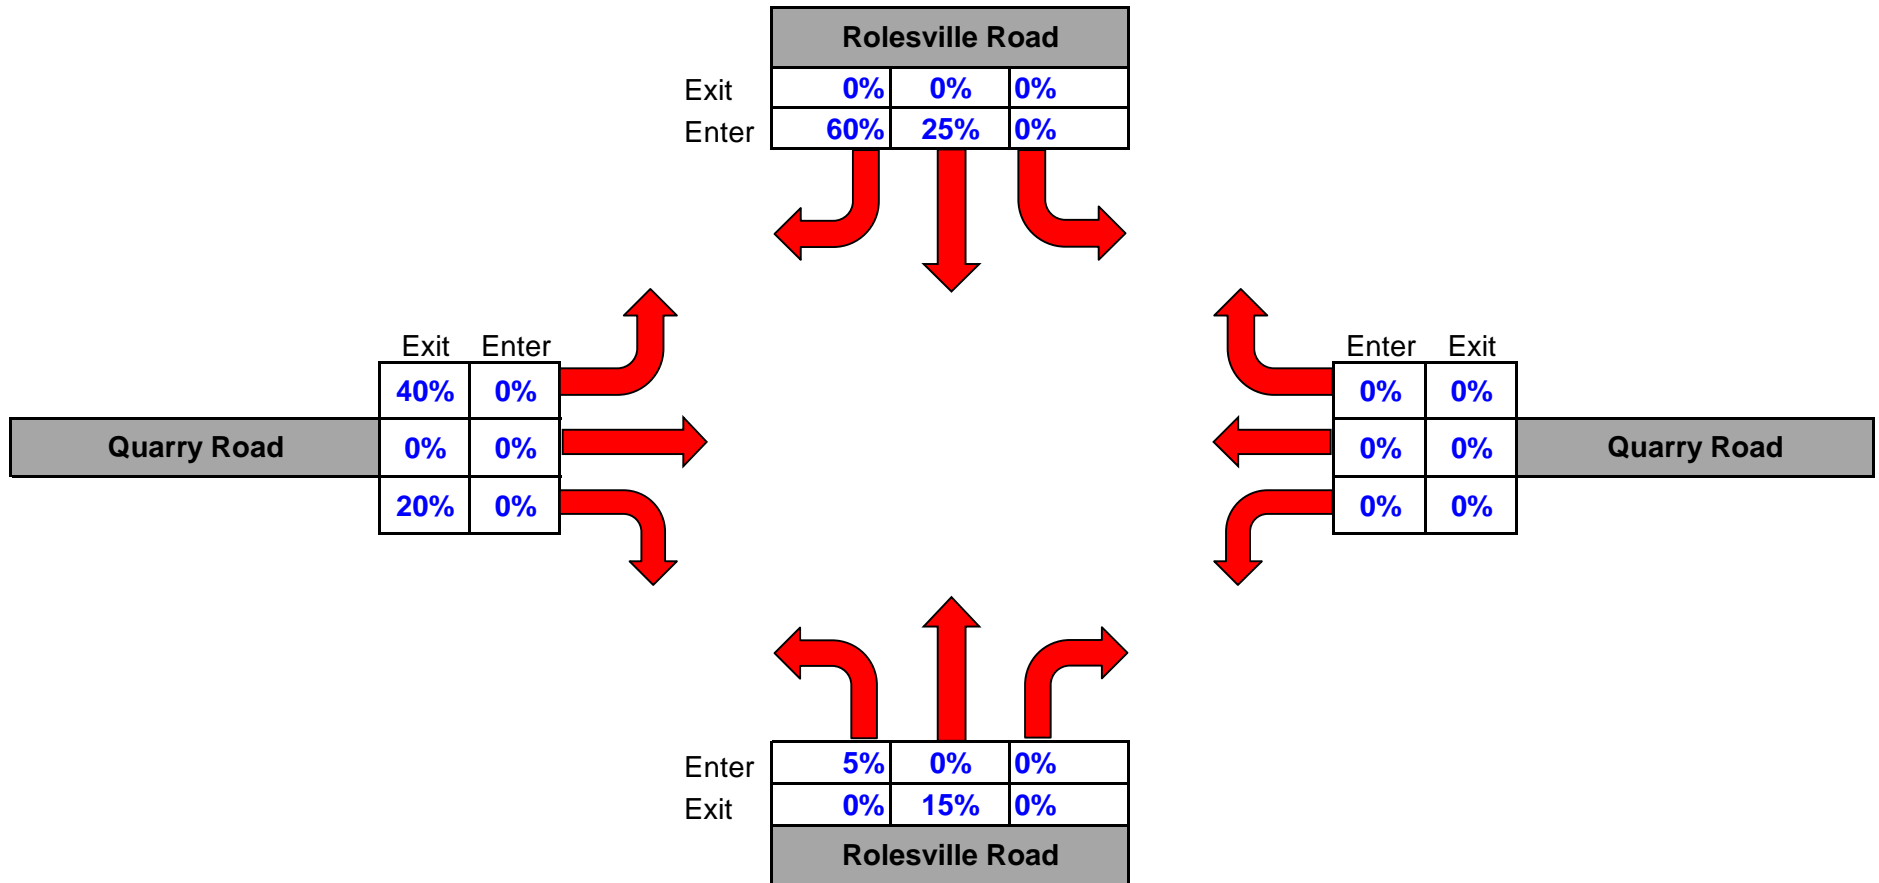 Rolesville Road
Exit 0% 0% 0%
Enter 60% 25% 0%
Exit Enter
40% 0%
Quarry Road 0% 0%
20% 0%
Enter Exit
0% 0%
0% 0% Quarry Road
0% 0%
Enter 5% 0% 0%
Exit 0% 15% 0%
Rolesville Road